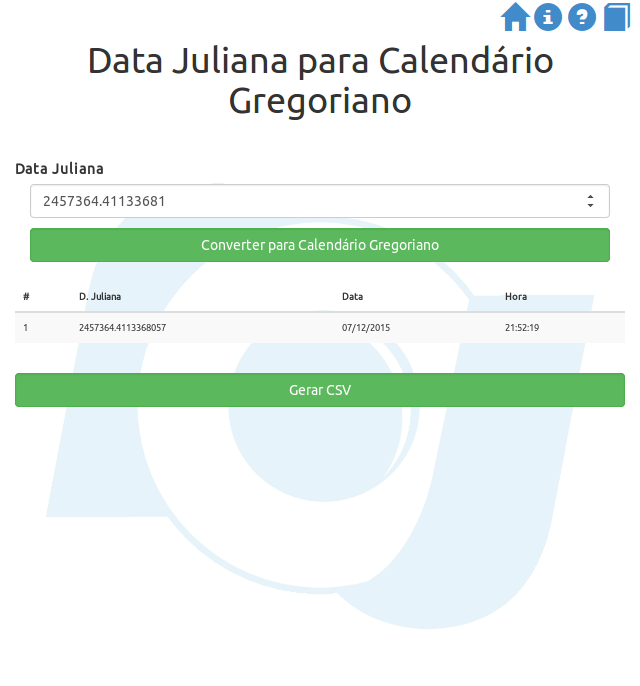 Data Juliana para Calendário
Gregoriano
Data Juliana
2457364.41133681
Converter para Calendário Gregoriano
# D. Juliana Data Hora
1 2457364.4113368057 07/12/2015 21:52:19
Gerar CSV